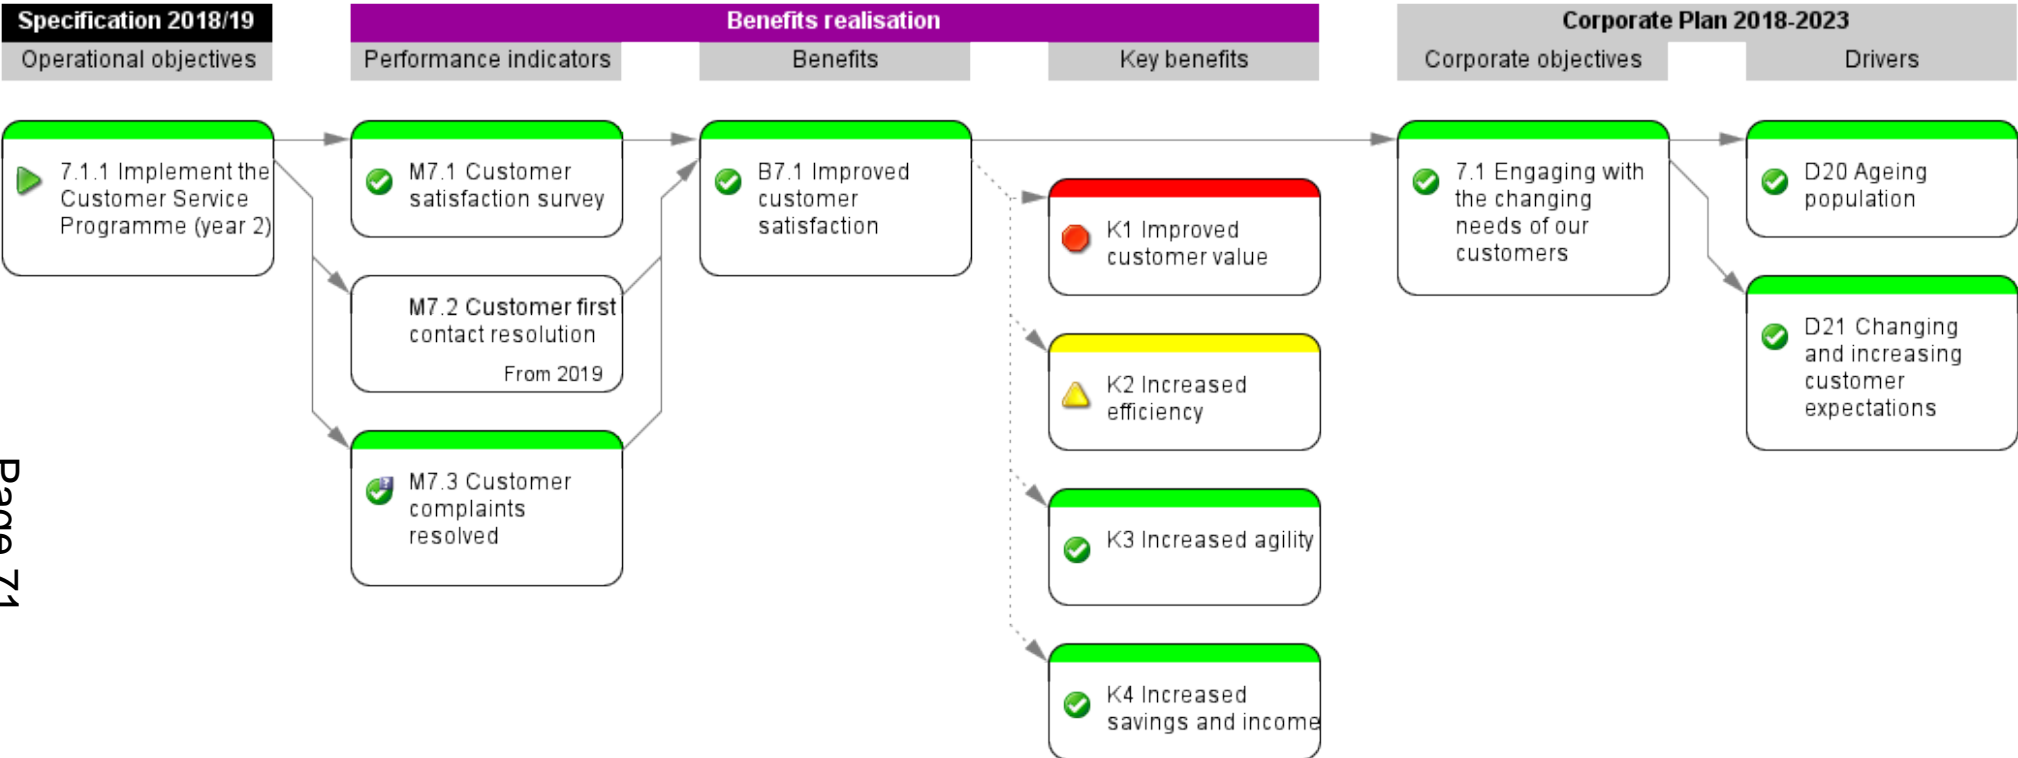 Specification 2018/19
Benefits realisation
Corporate Plan 2018-2023
Operational objectives
Performance indicators
Benefits
Key benefits
Corporate objectives
Drivers
7.1.1 Implement the
Customer Service
Programme (year 2)
M7.1 Customer
satisfaction survey
M7.2 Customer first
contact resolution
From 2019
M7.3 Customer
complaints
resolved
B7.1 Improved
customer
satisfaction
K1 Improved
customer value
K2 Increased
efficiency
K3 Increased agility
K4 Increased
savings and income
7.1 Engaging with
the changing
needs of our
customers
D20 Ageing
population
D21 Changing
and increasing
customer
expectations
Page 71